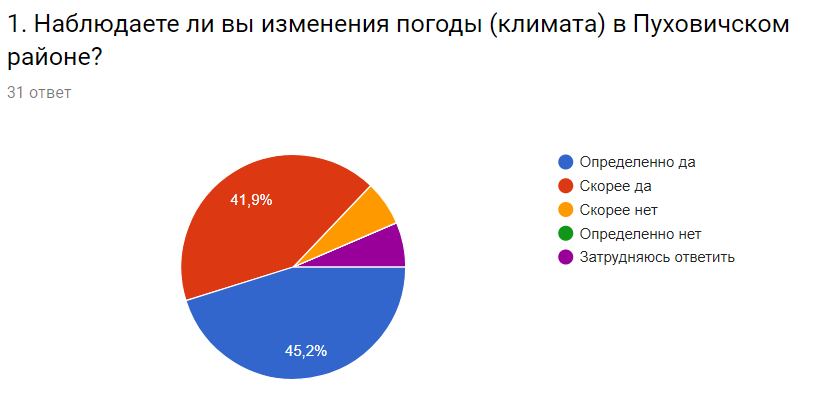 1. Наблюдаете ли вы изменения погоды (климата) в Пуховичском
районе?
31 ответ
41,9%
45,2%
Определенно да
Скорее да
Скорее нет
Определенно нет
Затрудняюсь ответить